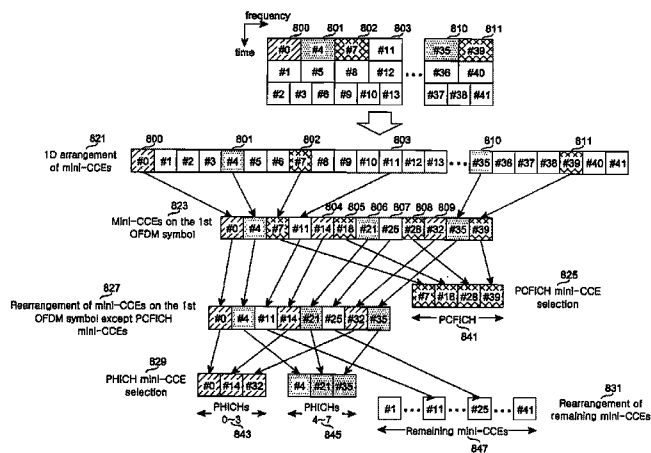 frequency
time
800 801 802 803 810 811
#0 #4 #7 #11 #35 #39
#1 #5 #8 #12 ... #36 #40
#2 #3 #6 #9 #10 #13 #37 #38 #41
821
1D arrangement
of mini-CCEs
800 801 802 803 810 811
#0 #1 #2 #3 #4 #5 #6 #7 #8 #9 #10 #11 #12 #13 ... #35 #36 #37 #38 #39 #40 #41
823
Mini-CCEs on the 1st
OFDM symbol
804 805 806 807 808 809
#0 #4 #7 #11 #14 #18 #21 #25 #28 #32 #35 #39
825
PCFICH mini-CCE
selection
#7 #18 #28 #39
PCFICH
841
827
Rearrangement of mini-CCEs on the 1st
OFDM symbol except PCFICH
mini-CCEs
#0 #4 #11 #14 #21 #25 #32 #35
829
PHICH mini-CCE
selection
#0 #14 #32
PHICHs
0~3
843
#4 #21 #35
PHICHs
4~7
845
#1 ... #11 ... #25 ... #41
Remaining mini-CCEs
847
831
Rearrangement of
remaining mini-CCEs